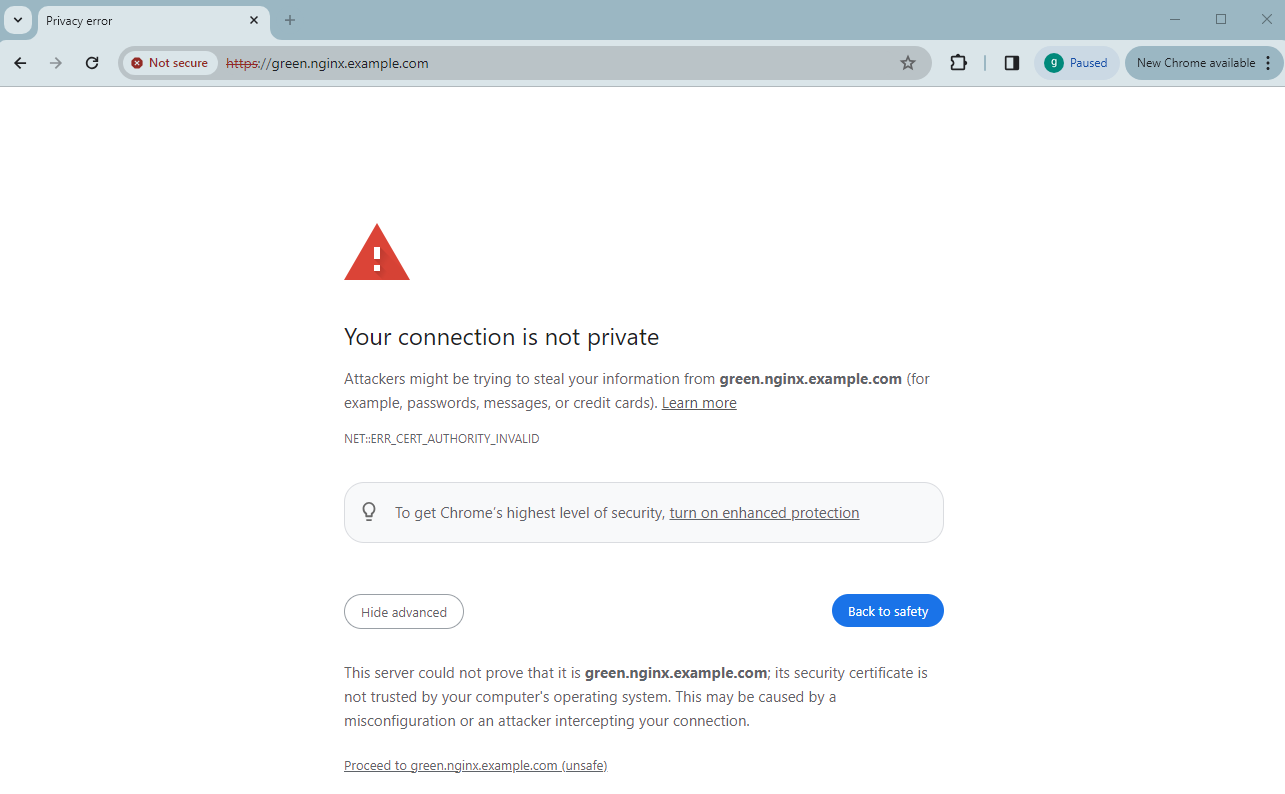 Privacy error
Not secure https://green.nginx.example.com g Paused New Chrome available
Your connection is not private
Attackers might be trying to steal your information from green.nginx.example.com (for
example, passwords, messages, or credit cards). Learn more
NET::ERR_CERT_AUTHORITY_INVALID
To get Chrome's highest level of security, turn on enhanced protection
Hide advanced Back to safety
This server could not prove that it is green.nginx.example.com; its security certificate is
not trusted by your computer's operating system. This may be caused by a
misconfiguration or an attacker intercepting your connection.
Proceed to green.nginx.example.com (unsafe)